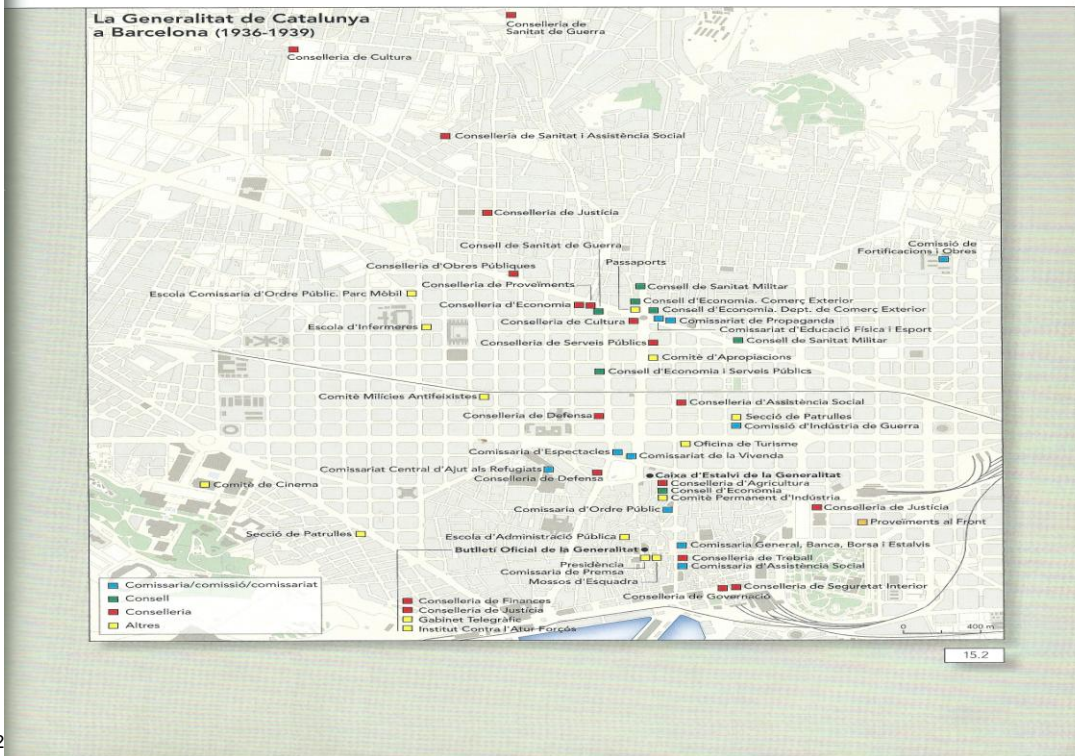 La Generalitat de Catalunya
a Barcelona (1936-1939)
Conselleria de
Sanitat de Guerra
Conselleria de Cultura
Conselleria de Sanitat i Assistència Social
Conselleria de Justícia
Consell de Sanitat de Guerra
Comissió de
Fortificacions i Obres
Conselleria d'Obres Públiques
Passaports
Conselleria de Proveïments
Consell de Sanitat Militar
Escola Comissaria d'Ordre Públic. Parc Mòbil
Conselleria d'Economia
Consell d'Economia. Comerç Exterior
Consell d'Economia. Dept. de Comerç Exterior
Conselleria de Cultura
Comissariat de Propaganda
Escola d'Infermeres
Comissariat d'Educació Física i Esport
Conselleria de Serveis Públics
Consell de Sanitat Militar
Comitè d'Apropiacions
Consell d'Economia i Serveis Públics
Comitè Milícies Antifeixistes
Conselleria d'Assistència Social
Conselleria de Defensa
Secció de Patrulles
Comissió d'Indústria de Guerra
Oficina de Turisme
Comissaria d'Espectacles
Comissariat de la Vivenda
Comissariat Central d'Ajut als Refugiats
Conselleria de Defensa
Caixa d'Estalvi de la Generalitat
Conselleria d'Agricultura
Comitè de Cinema
Consell d'Economia
Comitè Permanent d'Indústria
Comissaria d'Ordre Públic
Conselleria de Justícia
Proveïments al Front
Secció de Patrulles
Escola d'Administració Pública
Butlletí Oficial de la Generalitat
Comissaria General, Banca, Borsa i Estalvis
Presidència
Conselleria de Treball
Comissaria de Premsa
Comissaria d'Assistència Social
Mossos d'Esquadra
Conselleria de Seguretat Interior
Conselleria de Governació
Comissaria/comissió/comissariat
Consell
Conselleria
Altres
Conselleria de Finances
Conselleria de Justícia
Gabinet Telegràfic
Institut Contra l'Atur Forçós
0 400 m
15.2
2